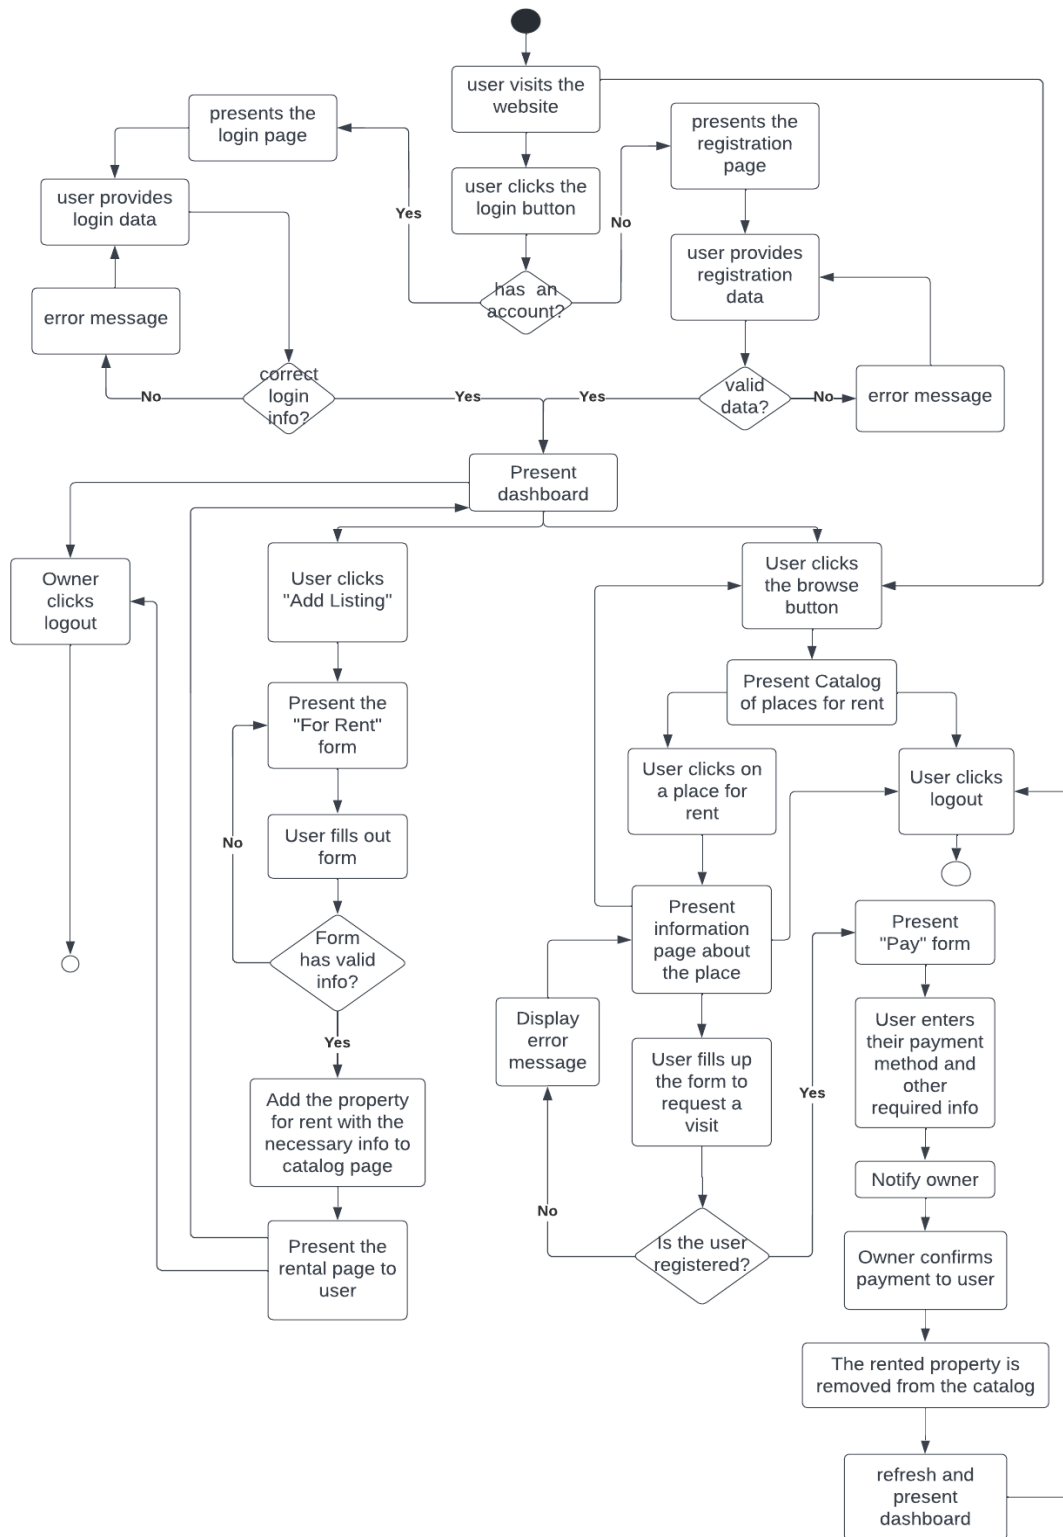 user visits the
website
presents the
login page
presents the
registration
page
user provides
login data
user clicks the
login button
Yes
No
user provides
registration
data
has an
account?
error message
correct
login
info?
No
Yes
Yes
valid
data?
No
error message
Present
dashboard
Owner
clicks
logout
User clicks
"Add Listing"
User clicks
the browse
button
Present the
"For Rent"
form
Present Catalog
of places for rent
User clicks on
a place for
rent
User clicks
logout
No
User fills out
form
Form
has valid
info?
Present
information
page about
the place
Present
"Pay" form
Display
error
message
User enters
their payment
method and
other
required info
Yes
User fills up
the form to
request a
visit
Yes
Add the property
for rent with the
necessary info to
catalog page
Notify owner
No
Present the
rental page to
user
Is the user
registered?
Owner confirms
payment to user
The rented property is
removed from the catalog
refresh and
present
dashboard